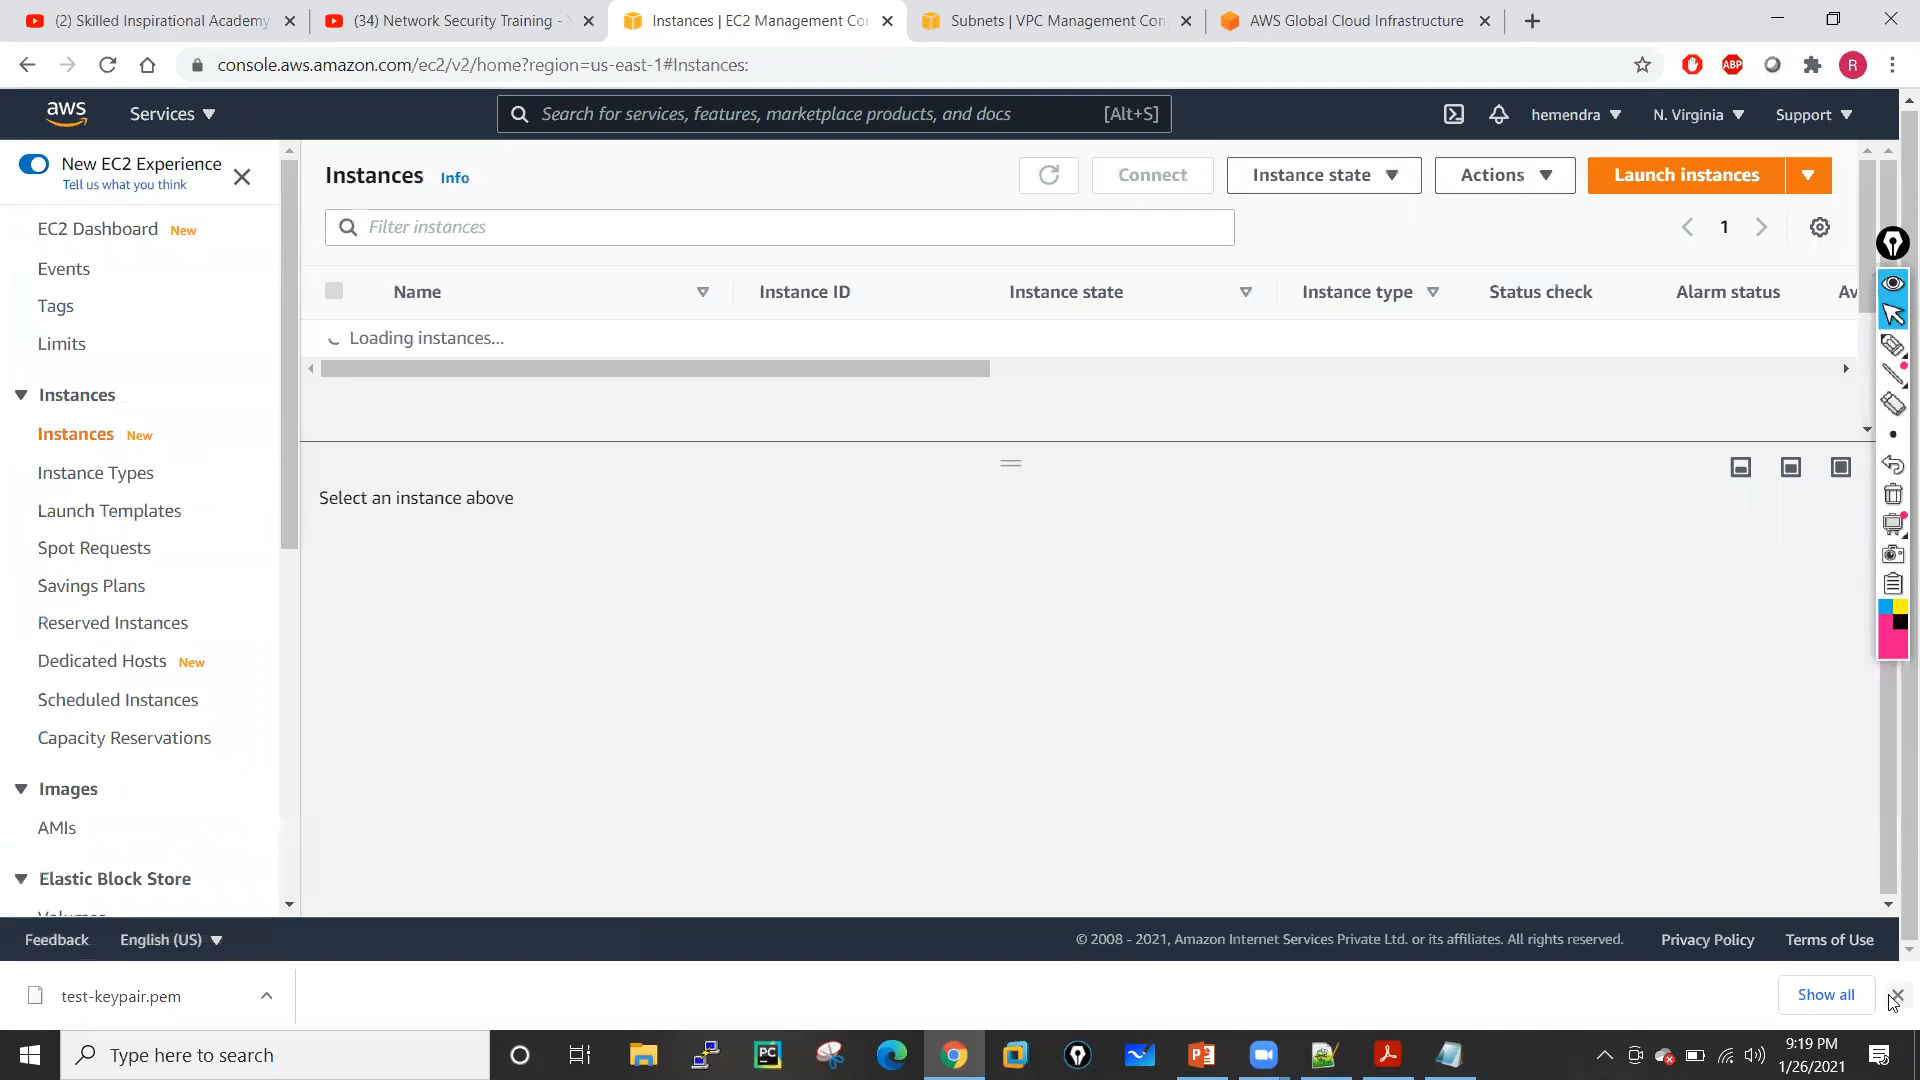 (2) Skilled Inspirational Academy
(34) Network Security Training -
Instances | EC2 Management Co
Subnets | VPC Management Con
AWS Global Cloud Infrastructure
console.aws.amazon.com/ec2/v2/home?region=us-east-1#Instances:
ABP
R
aws
Services
Search for services, features, marketplace products, and docs
[Alt+S]
hemendra
N. Virginia
Support
New EC2 Experience
Tell us what you think
EC2 Dashboard New
Events
Tags
Limits
Instances
Instances New
Instance Types
Launch Templates
Spot Requests
Savings Plans
Reserved Instances
Dedicated Hosts New
Scheduled Instances
Capacity Reservations
Images
AMIs
Elastic Block Store
Volumes
Instances Info
Connect
Instance state
Actions
Launch instances
Filter instances
1
Name
Instance ID
Instance state
Instance type
Status check
Alarm status
Av
Loading instances...
Select an instance above
Feedback
English (US)
© 2008 - 2021, Amazon Internet Services Private Ltd. or its affiliates. All rights reserved.
Privacy Policy
Terms of Use
test-keypair.pem
Show all
Type here to search
PC
9:19 PM
1/26/2021